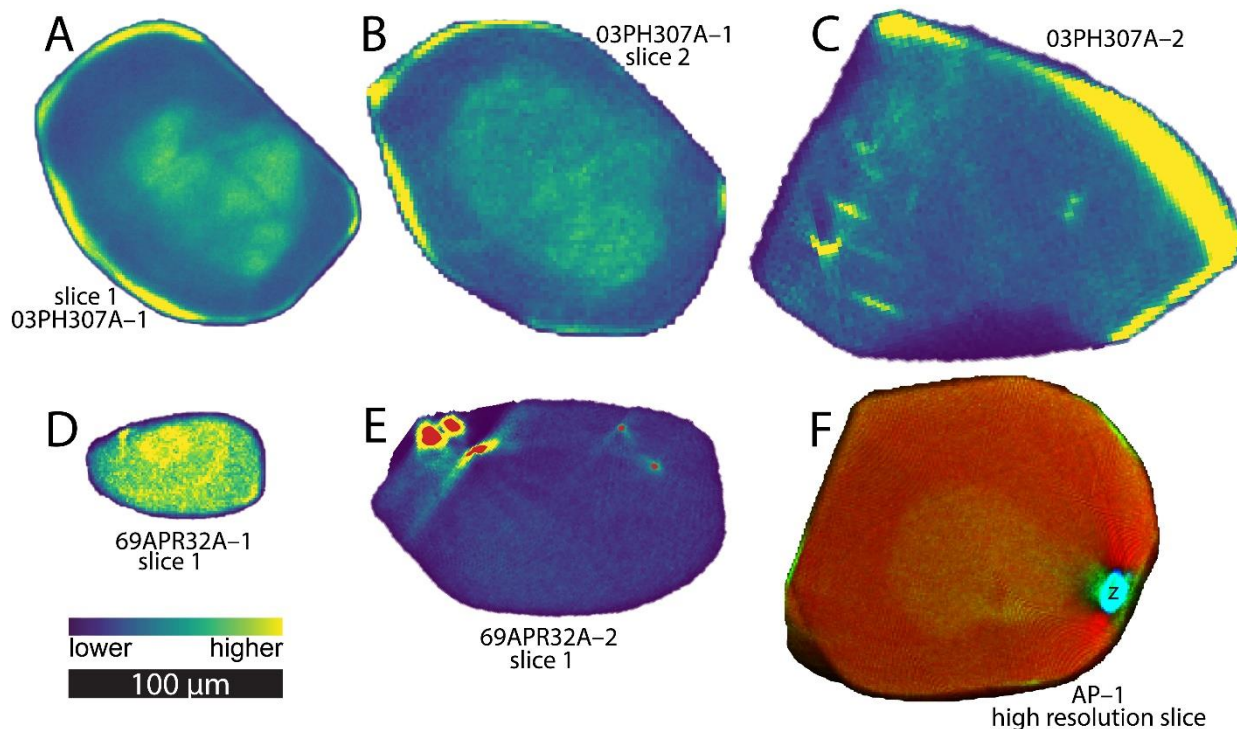 A
B
03PH307A–1
slice 2
C
03PH307A–2
slice 1
03PH307A–1
D
69APR32A–1
slice 1
E
69APR32A–2
slice 1
F
z
AP–1
high resolution slice
lower
higher
100 µm